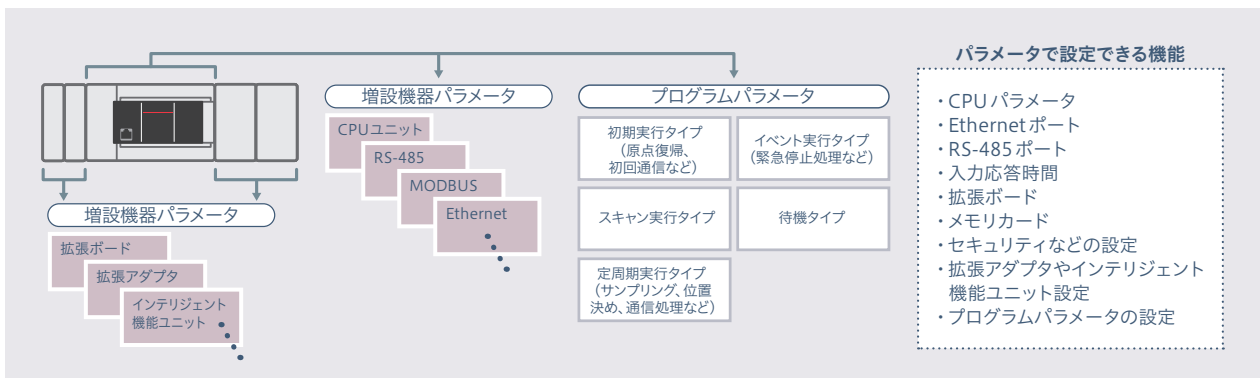 増設機器パラメータ
拡張ボード
拡張アダプタ
インテリジェント
機能ユニット
増設機器パラメータ
CPUユニット
RS-485
MODBUS
Ethernet
プログラムパラメータ
初期実行タイプ
（原点復帰、
初回通信など）
イベント実行タイプ
（緊急停止処理など）
スキャン実行タイプ
待機タイプ
定周期実行タイプ
（サンプリング、位置
決め、通信処理など）
パラメータで設定できる機能
・CPUパラメータ
・Ethernetポート
・RS-485ポート
・入力応答時間
・拡張ボード
・メモリカード
・セキュリティなどの設定
・拡張アダプタやインテリジェント
機能ユニット設定
・プログラムパラメータの設定